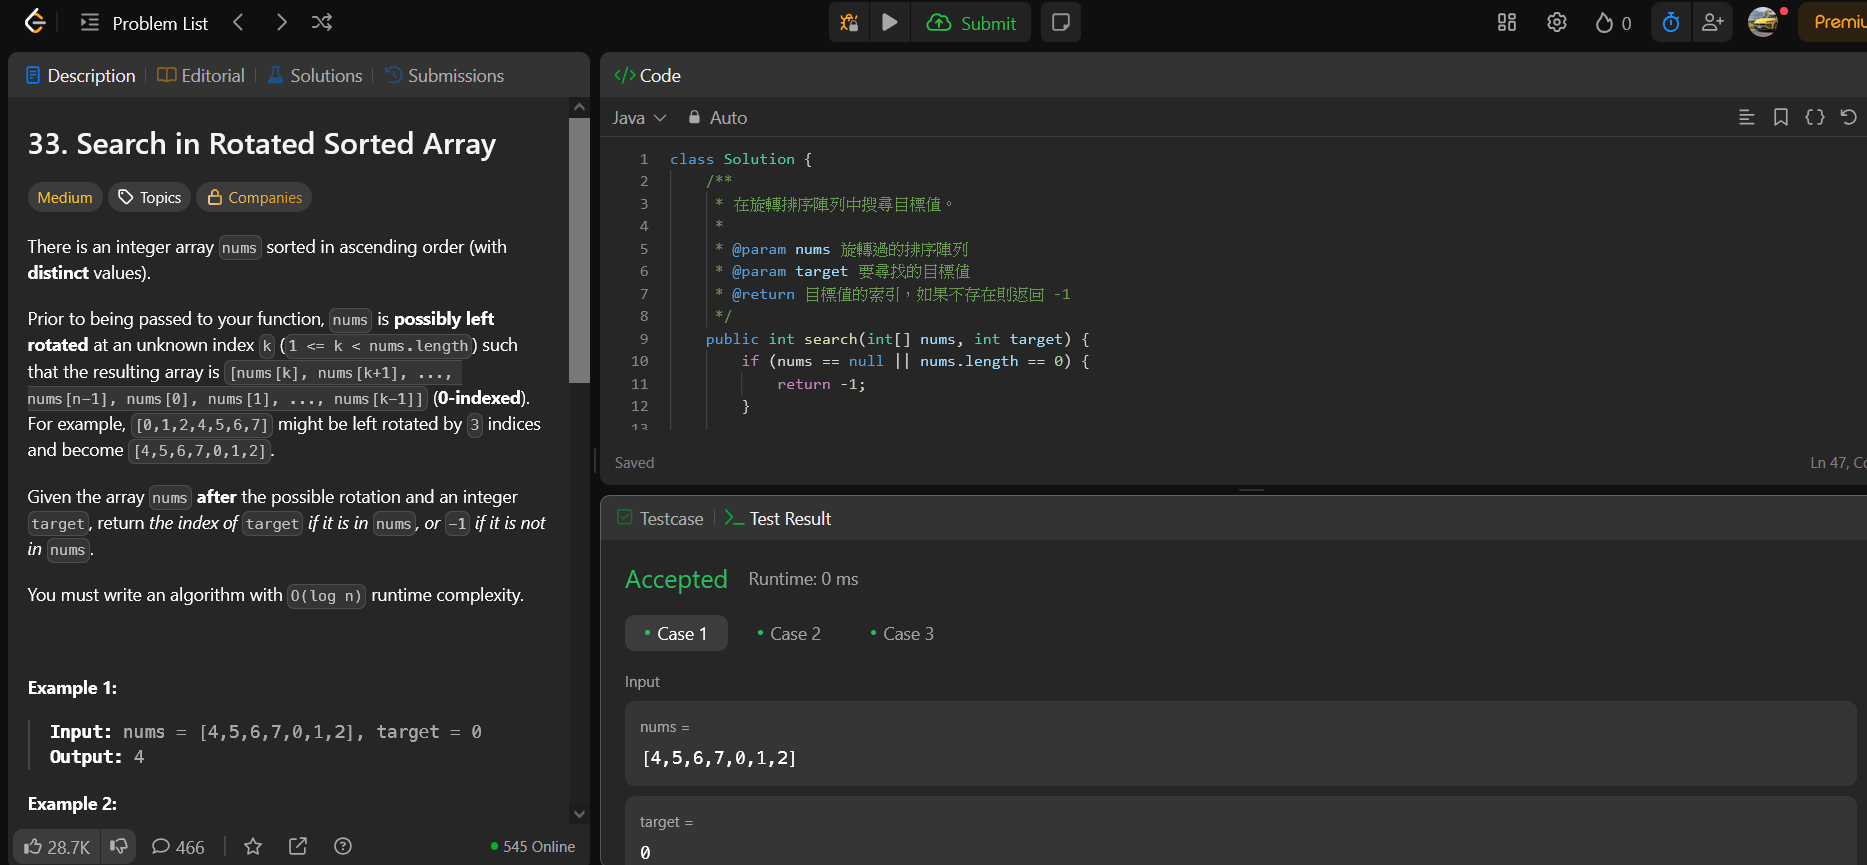 Problem List
Submit
0
Premiu
Description
Editorial
Solutions
Submissions
33. Search in Rotated Sorted Array
Medium
Topics
Companies
There is an integer array nums sorted in ascending order (with
distinct values).
Prior to being passed to your function, nums is possibly left
rotated at an unknown index k (1 <= k < nums.length) such
that the resulting array is [nums[k], nums[k+1], ...,
nums[n-1], nums[0], nums[1], ..., nums[k-1]] (0-indexed).
For example, [0,1,2,4,5,6,7] might be left rotated by 3 indices
and become [4,5,6,7,0,1,2].
Given the array nums after the possible rotation and an integer
target, return the index of target if it is in nums, or -1 if it is not
in nums.
You must write an algorithm with O(log n) runtime complexity.
Example 1:
Input: nums = [4,5,6,7,0,1,2], target = 0
Output: 4
Example 2:
28.7K
466
545 Online
Code
Java
Auto
1 class Solution {
2 /**
3 * 在旋轉排序陣列中搜尋目標值。
4 *
5 * @param nums 旋轉過的排序陣列
6 * @param target 要尋找的目標值
7 * @return 目標值的索引，如果不存在則返回 -1
8 */
9 public int search(int[] nums, int target) {
10 if (nums == null || nums.length == 0) {
11 return -1;
12 }
13
Saved
Ln 47, Co
Testcase
Test Result
Accepted
Runtime: 0 ms
Case 1
Case 2
Case 3
Input
nums =
[4,5,6,7,0,1,2]
target =
0